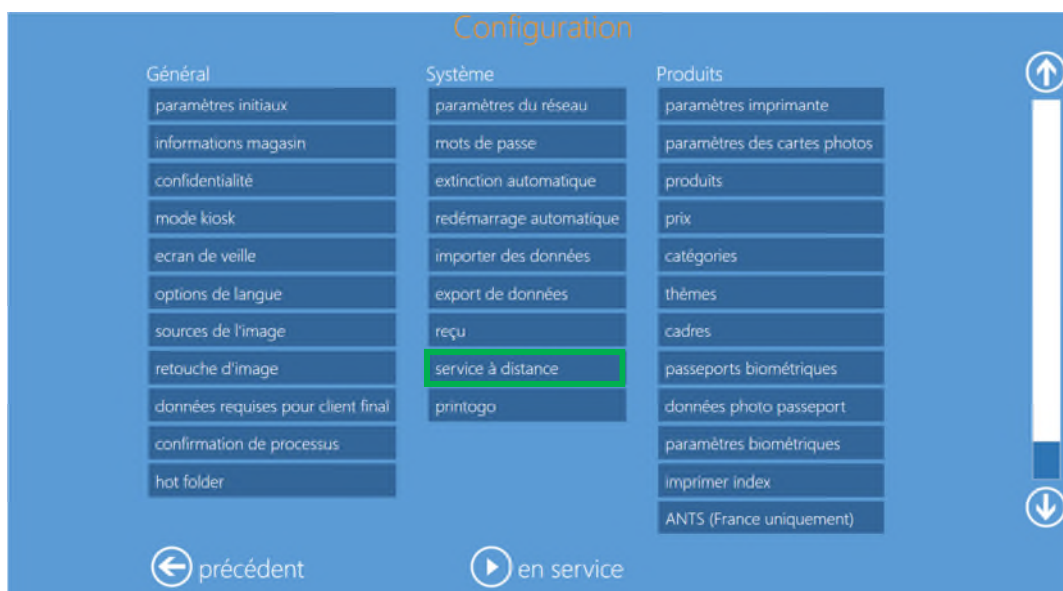 Configuration
Général
paramètres initiaux
informations magasin
confidentialité
mode kiosk
ecran de veille
options de langue
sources de l'image
retouche d'image
données requises pour client final
confirmation de processus
hot folder
Système
paramètres du réseau
mots de passe
extinction automatique
redémarrage automatique
importer des données
export de données
reçu
service à distance
printogo
Produits
paramètres imprimante
paramètres des cartes photos
produits
prix
catégories
thèmes
cadres
passeports biométriques
données photo passeport
paramètres biométriques
imprimer index
ANTS (France uniquement)
précédent
en service